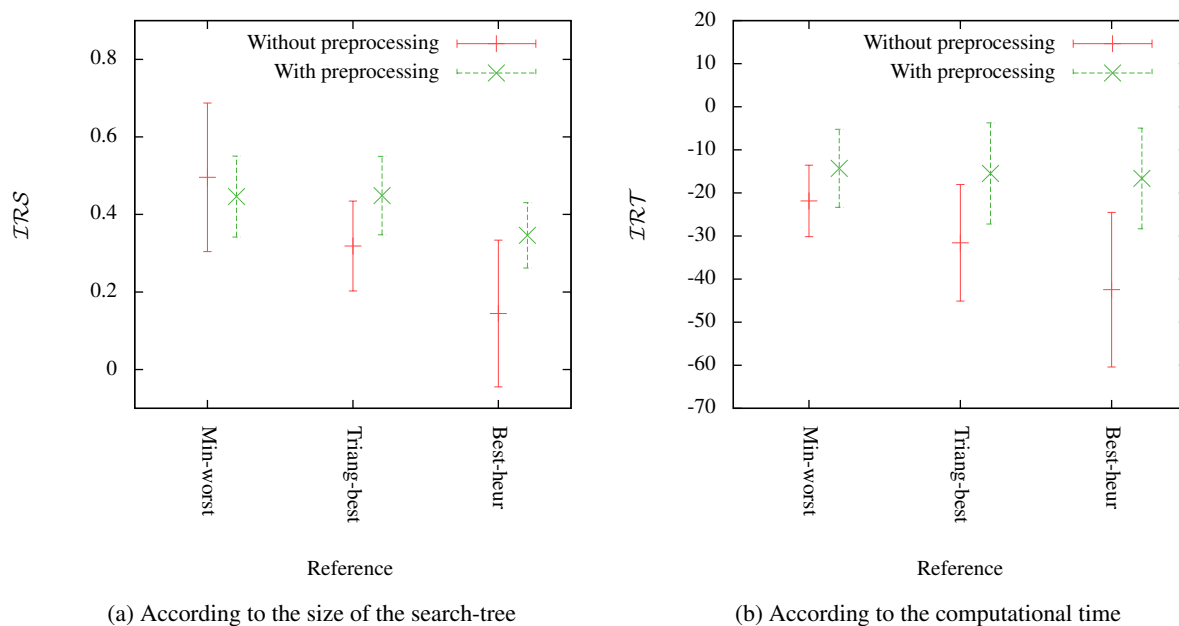 0.8
0.6
0.4
0.2
0
IRS
Without preprocessing
With preprocessing
Min-worst
Triang-best
Best-heur
Reference
(a) According to the size of the search-tree
20
10
0
-10
-20
-30
-40
-50
-60
-70
IRT
Without preprocessing
With preprocessing
Min-worst
Triang-best
Best-heur
Reference
(b) According to the computational time